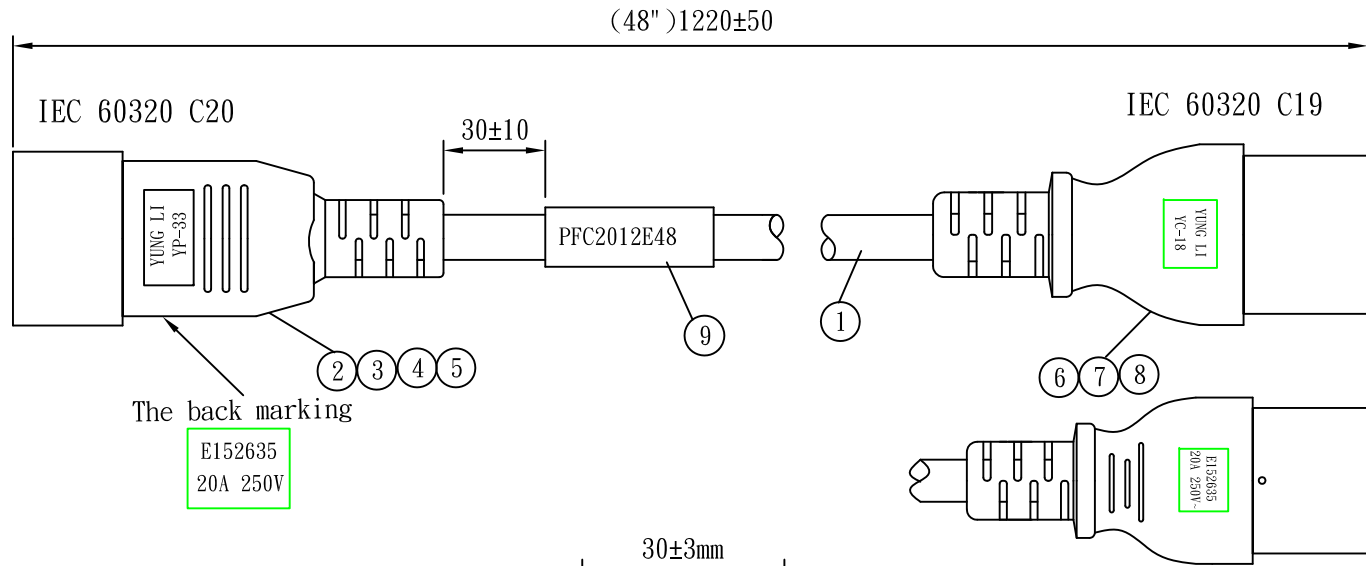 (48")1220±50
IEC 60320 C20
IEC 60320 C19
30±10
YUNG LI
YP-33
PFC2012E48
YUNG LI
YC-18
9
1
2 3 4 5
6 7 8
The back marking
E152635
20A 250V
E152635
20A 250V~
30±3mm